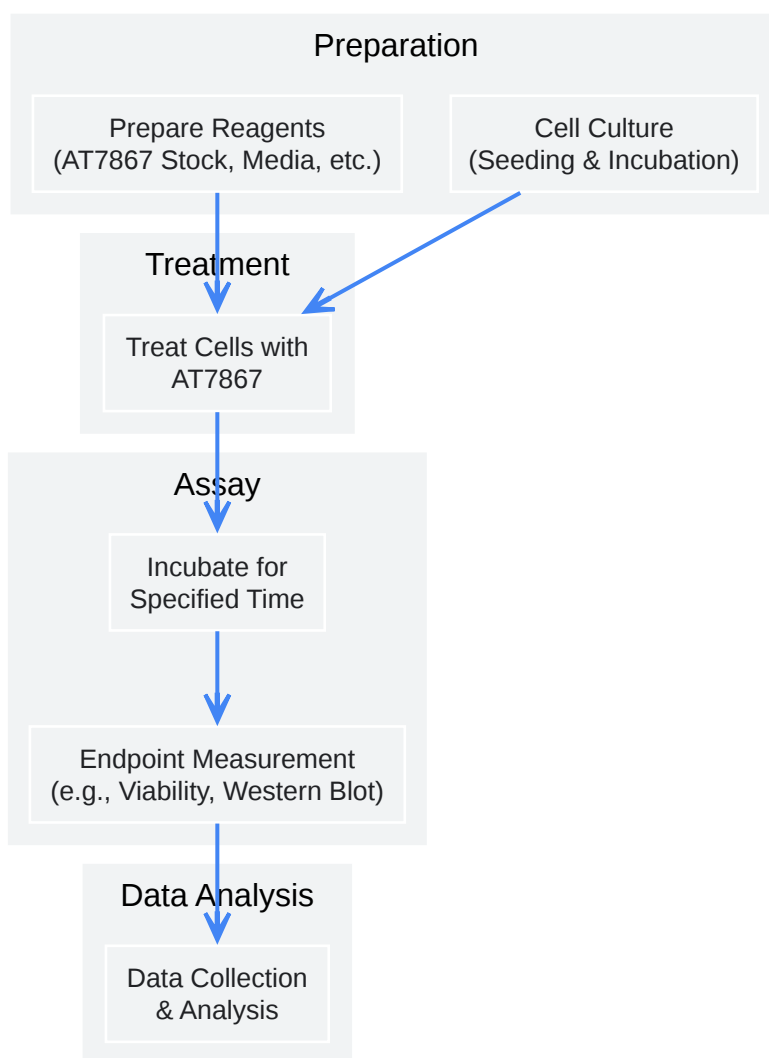 Preparation
Prepare Reagents
(AT7867 Stock, Media, etc.)
Cell Culture
(Seeding & Incubation)
Treatment
Treat Cells with
AT7867
Assay
Incubate for
Specified Time
Endpoint Measurement
(e.g., Viability, Western Blot)
Data Analysis
Data Collection
& Analysis